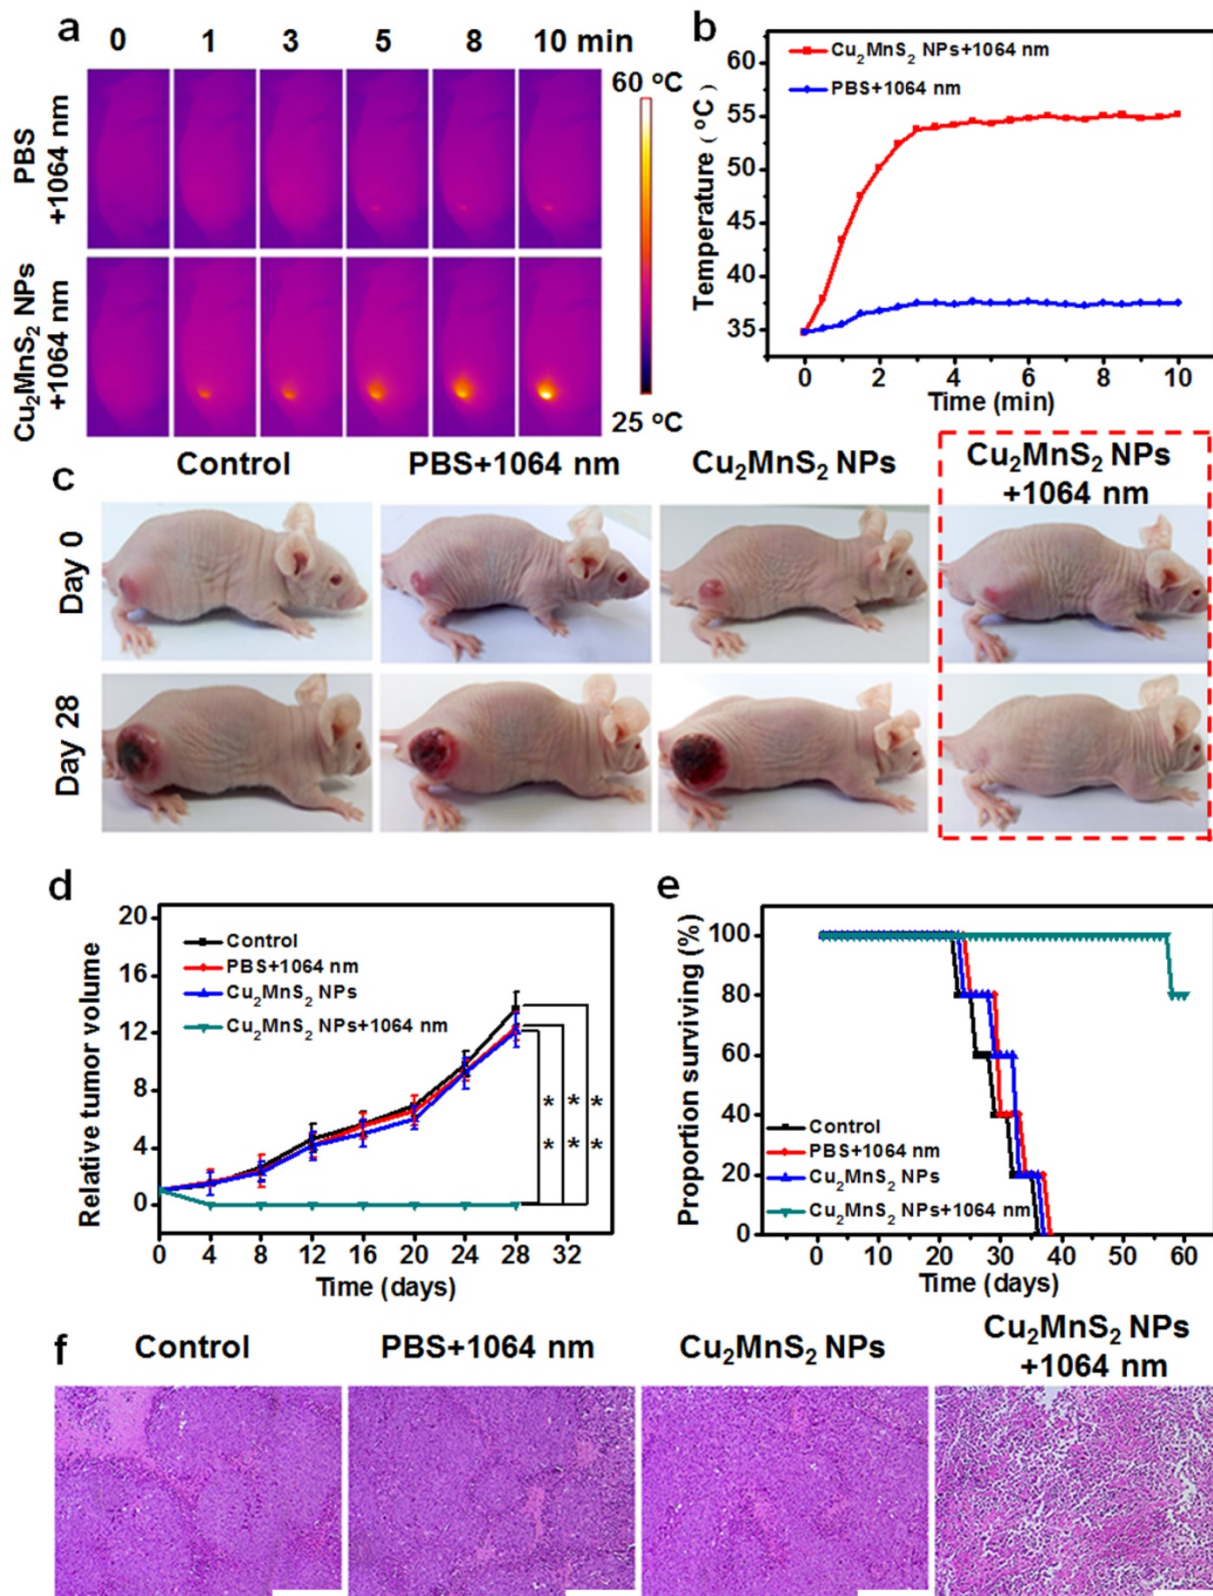 a
0 1 3 5 8 10 min
PBS
+1064 nm
Cu₂MnS₂ NPs
+1064 nm
60 °C
25 °C
b
Cu₂MnS₂ NPs+1064 nm
PBS+1064 nm
Temperature (°C)
60
55
50
45
40
35
0 2 4 6 8 10
Time (min)
c
Control PBS+1064 nm Cu₂MnS₂ NPs Cu₂MnS₂ NPs
+1064 nm
Day 0
Day 28
d
Relative tumor volume
20
16
12
8
4
0
Control
PBS+1064 nm
Cu₂MnS₂ NPs
Cu₂MnS₂ NPs+1064 nm
* * *
* * *
0 4 8 12 16 20 24 28 32
Time (days)
e
Proportion surviving (%)
100
80
60
40
20
0
Control
PBS+1064 nm
Cu₂MnS₂ NPs
Cu₂MnS₂ NPs+1064 nm
0 10 20 30 40 50 60
Time (days)
f
Control PBS+1064 nm Cu₂MnS₂ NPs Cu₂MnS₂ NPs
+1064 nm